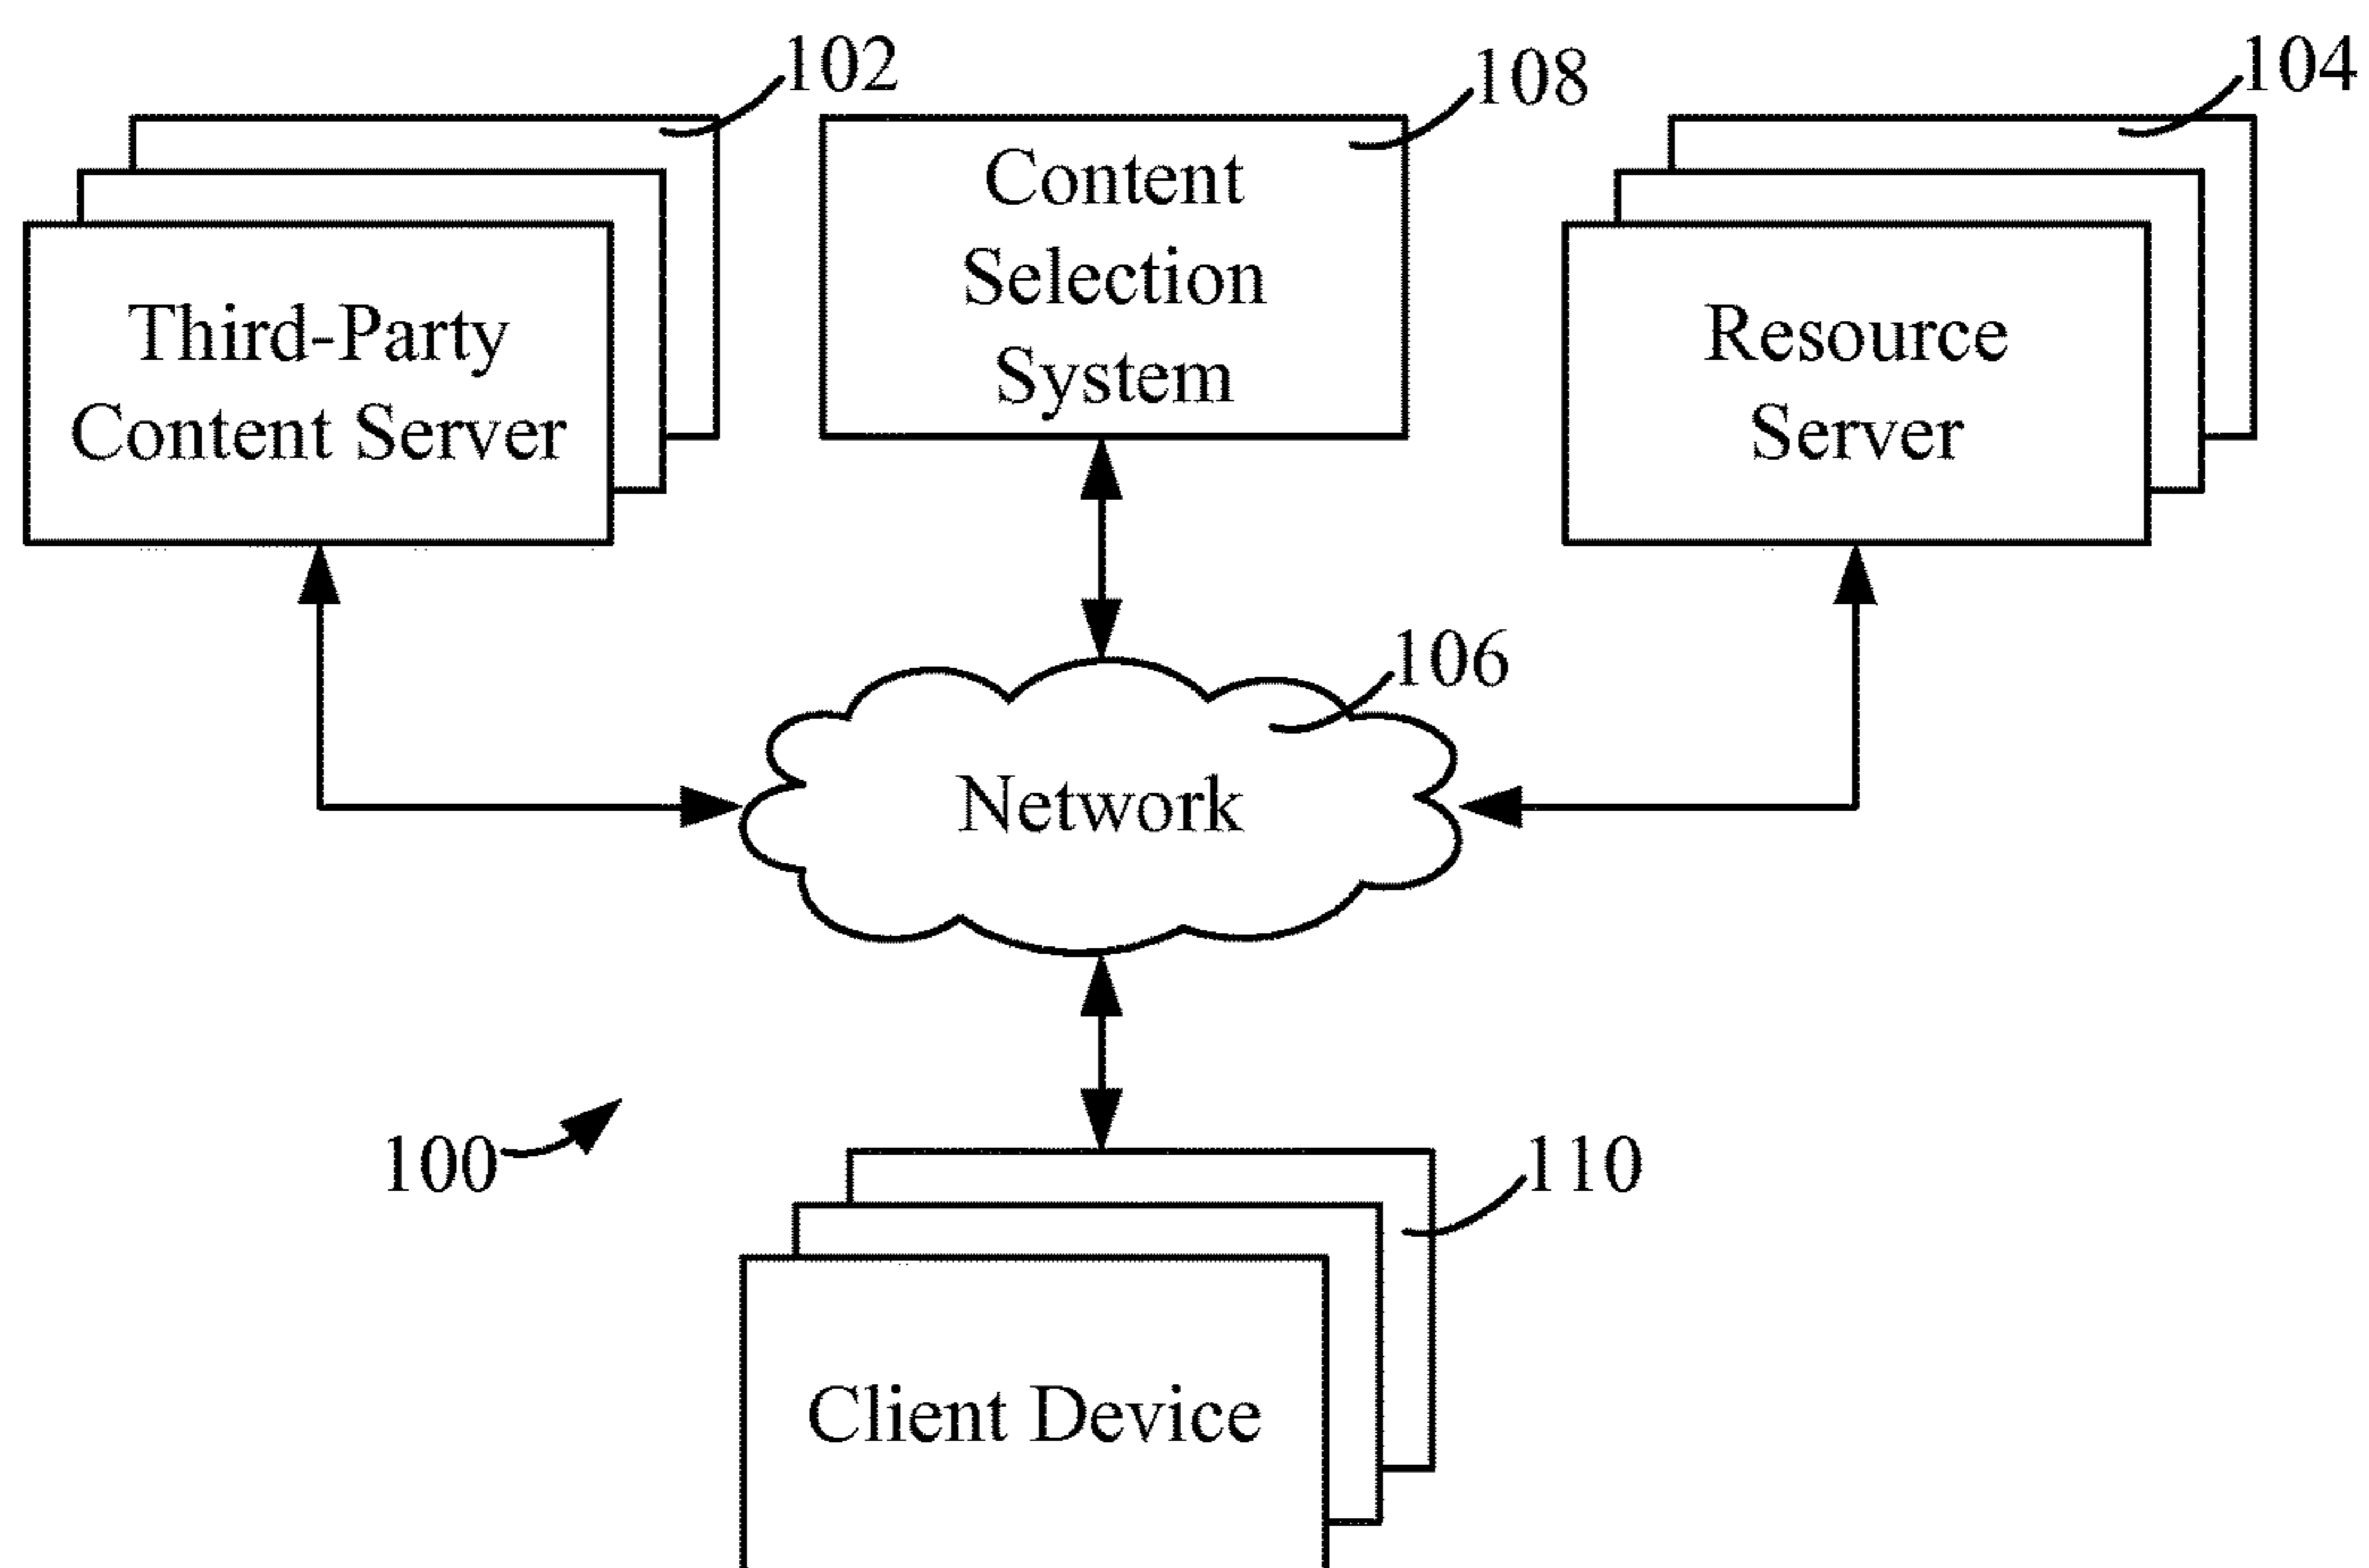 102
108
104
Content
Selection
System
Third-Party
Content Server
Resource
Server
106
Network
100
110
Client Device